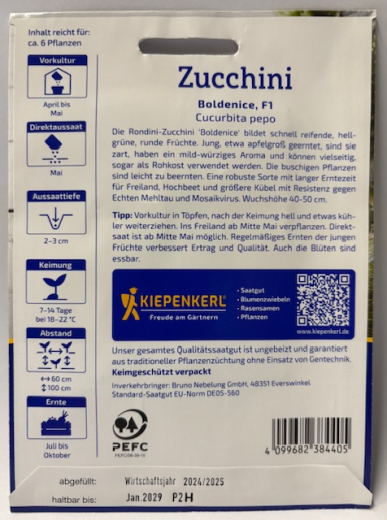 Inhalt reicht für:
ca. 6 Pflanzen
Vorkultur
April bis
Mai
Direktaussaat
Mai
Aussaattiefe
2–3 cm
Keimung
7–14 Tage
bei 18–22 °C
Abstand
↔ 60 cm
↕ 100 cm
Ernte
Juli bis
Oktober
Zucchini
Boldenice, F1
Cucurbita pepo
Die Rondini-Zucchini 'Boldenice' bildet schnell reifende, hell-
grüne, runde Früchte. Jung, etwa apfelgroß geerntet, sind sie
zart, haben ein mild-würziges Aroma und können vielseitig,
sogar als Rohkost verwendet werden. Die buschigen Pflanzen
sind leicht zu beernten. Eine robuste Sorte mit langer Erntezeit
für Freiland, Hochbeet und größere Kübel mit Resistenz gegen
Echten Mehltau und Mosaikvirus. Wuchshöhe 40-50 cm.
Tipp: Vorkultur in Töpfen, nach der Keimung hell und etwas küh-
ler weiterziehen. Ins Freiland ab Mitte Mai verpflanzen. Direkt-
saat ist ab Mitte Mai möglich. Regelmäßiges Ernten der jungen
Früchte verbessert Ertrag und Qualität. Auch die Blüten sind
essbar.
KIEPENKERL®
Freude am Gärtnern
• Saatgut
• Blumenzwiebeln
• Rasensamen
• Pflanzen
www.kiepenkerl.de
Unser gesamtes Qualitätssaatgut ist ungebeizt und garantiert
aus traditioneller Pflanzenzüchtung ohne Einsatz von Gentechnik.
Keimgeschützt verpackt
Inverkehrbringer: Bruno Nebelung GmbH, 48351 Everswinkel
Standard-Saatgut EU-Norm DE05-560
PEFC
4 099682 384405
abgefüllt: Wirtschaftsjahr 2024/2025
haltbar bis: Jan.2029 P2H